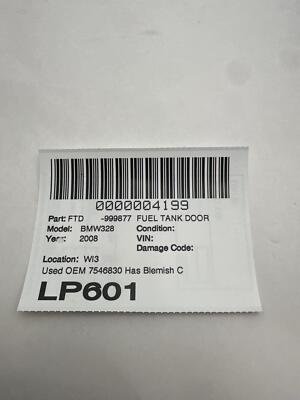 0000004199
Part: FTD -999877 FUEL TANK DOOR
Model: BMW328 Condition:
Year: 2008 VIN:
Damage Code:
Location: WI3
Used OEM 7546830 Has Blemish C
LP601